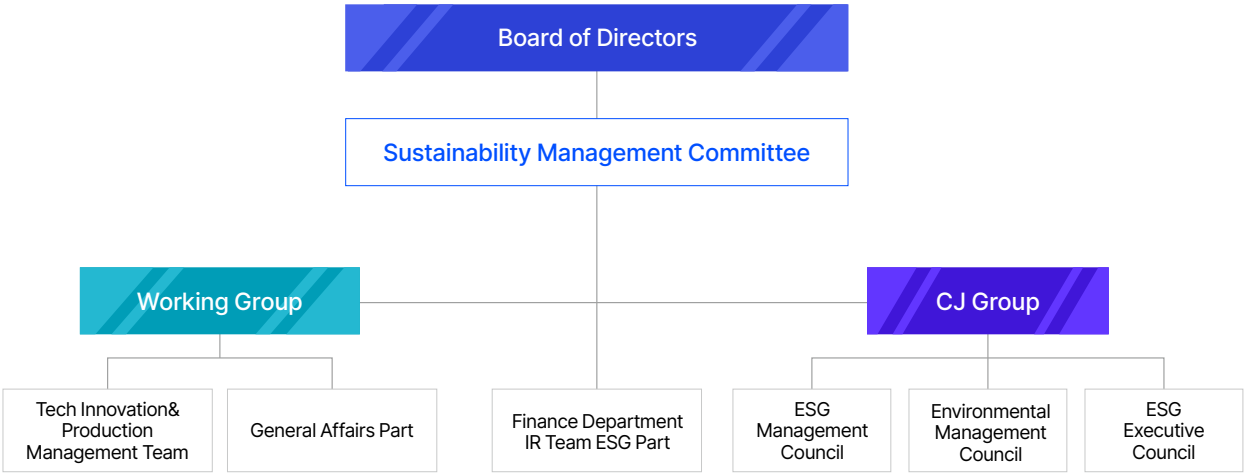 Board of Directors
Sustainability Management Committee
Working Group
CJ Group
Tech Innovation&
Production
Management Team
General Affairs Part
Finance Department
IR Team ESG Part
ESG
Management
Council
Environmental
Management
Council
ESG
Executive
Council